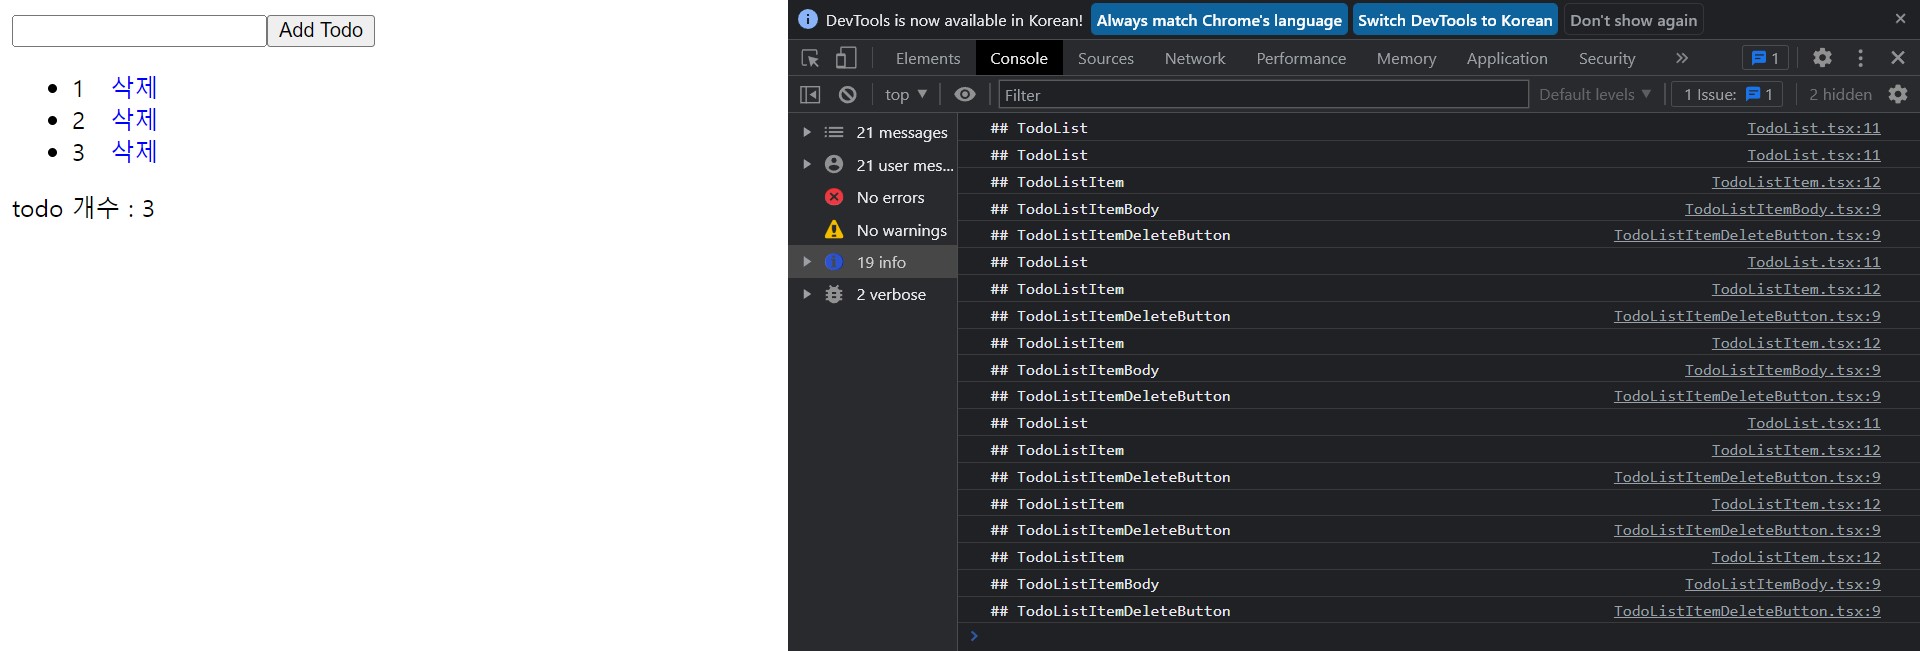 Add Todo
1 삭제
2 삭제
3 삭제
todo 개수 : 3
DevTools is now available in Korean! Always match Chrome's language Switch DevTools to Korean Don't show again
Elements Console Sources Network Performance Memory Application Security 1
top Filter Default levels 1 Issue: 1 2 hidden
21 messages
21 user mes...
No errors
No warnings
19 info
2 verbose
## TodoList TodoList.tsx:11
## TodoList TodoList.tsx:11
## TodoListItem TodoListItem.tsx:12
## TodoListItemBody TodoListItemBody.tsx:9
## TodoListItemDeleteButton TodoListItemDeleteButton.tsx:9
## TodoList TodoList.tsx:11
## TodoListItem TodoListItem.tsx:12
## TodoListItemDeleteButton TodoListItemDeleteButton.tsx:9
## TodoListItem TodoListItem.tsx:12
## TodoListItemBody TodoListItemBody.tsx:9
## TodoListItemDeleteButton TodoListItemDeleteButton.tsx:9
## TodoList TodoList.tsx:11
## TodoListItem TodoListItem.tsx:12
## TodoListItemDeleteButton TodoListItemDeleteButton.tsx:9
## TodoListItem TodoListItem.tsx:12
## TodoListItemDeleteButton TodoListItemDeleteButton.tsx:9
## TodoListItem TodoListItem.tsx:12
## TodoListItemBody TodoListItemBody.tsx:9
## TodoListItemDeleteButton TodoListItemDeleteButton.tsx:9